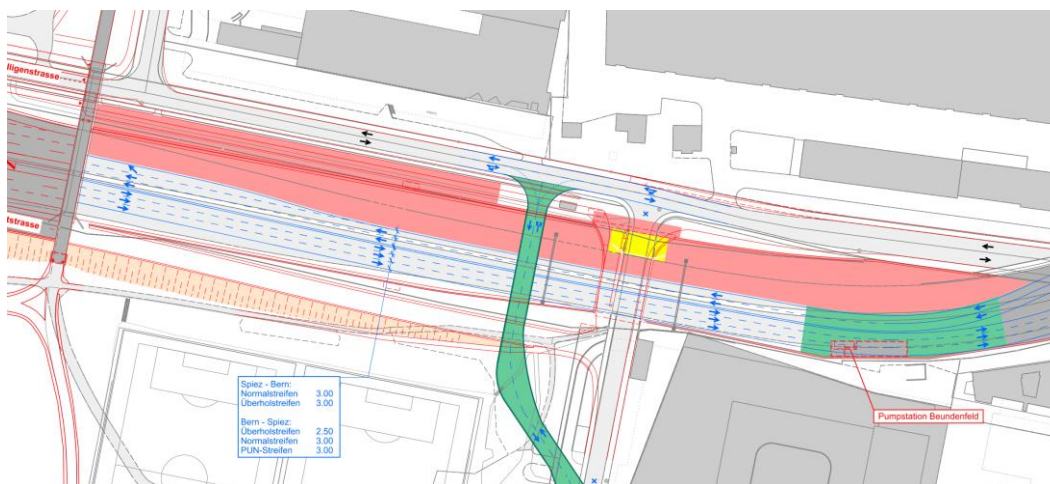 lligenstrasse
tstrasse
Spiez - Bern:
Normalstreifen 3.00
Überholstreifen 3.00
Bern - Spiez:
Überholstreifen 2.50
Normalstreifen 3.00
PUN-Streifen 3.00
Pumpstation Beundenfeld